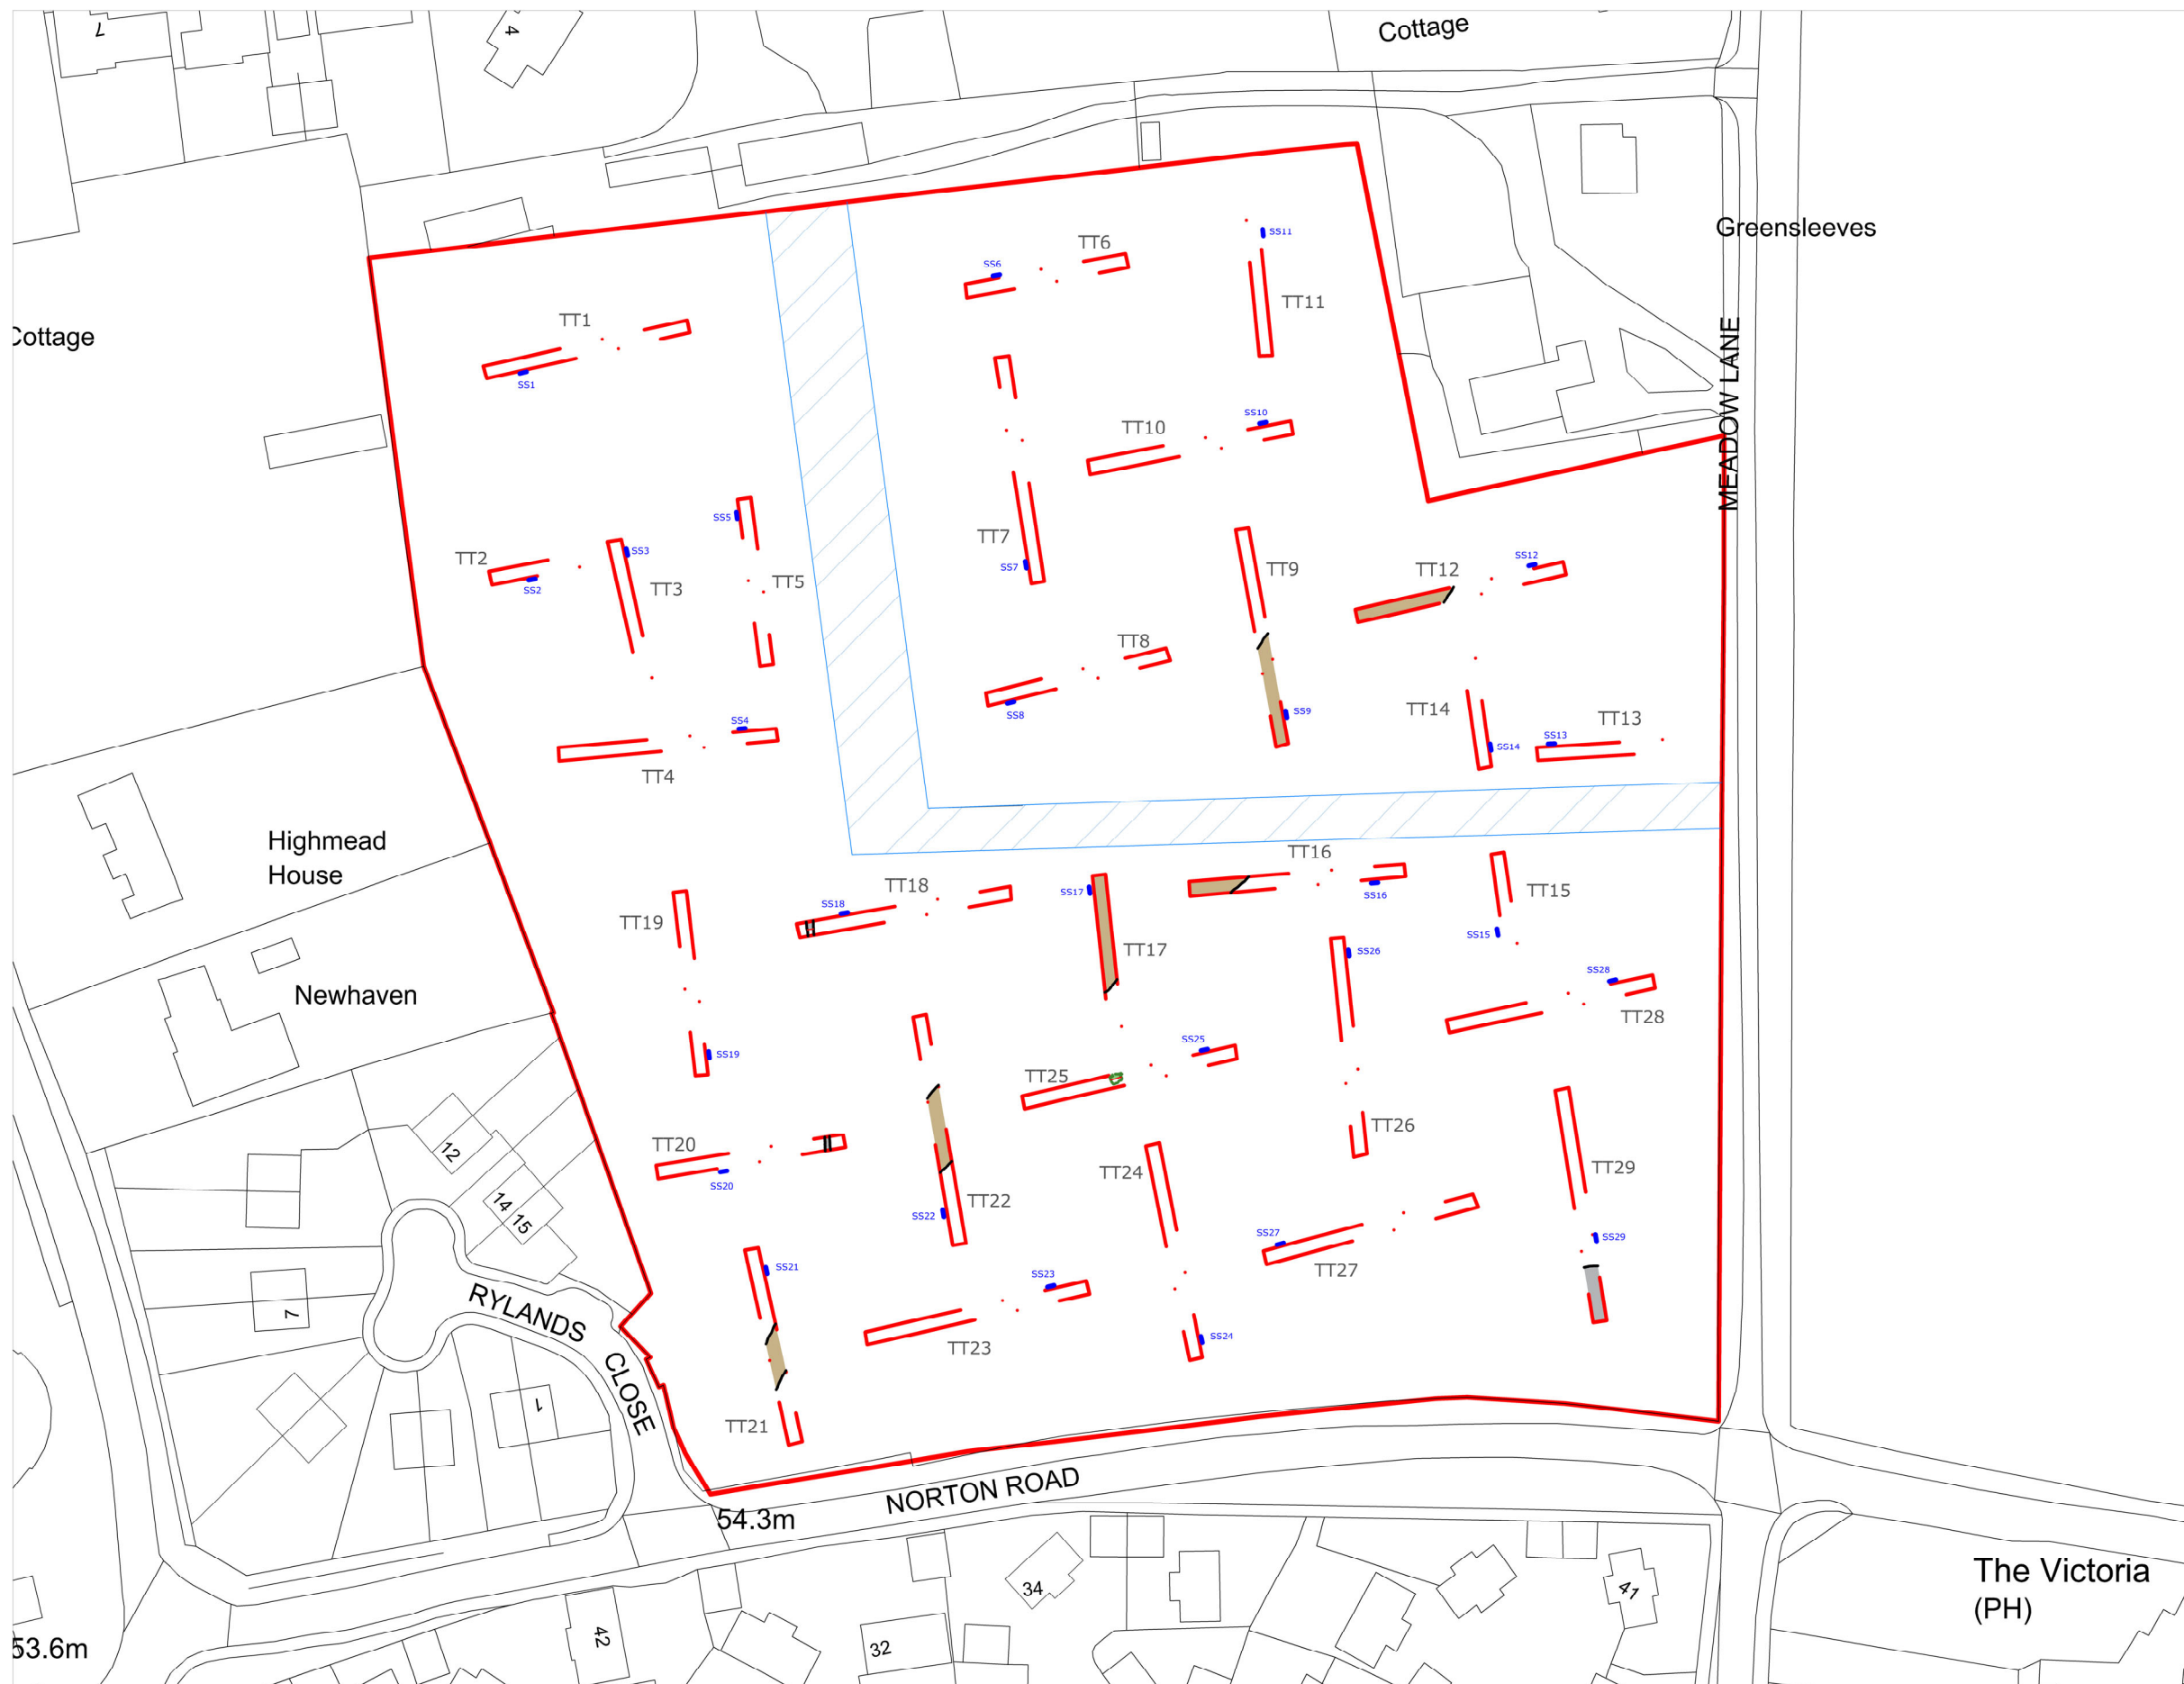 7
4
Cottage
Greensleeves
SS11
TT6
SS6
TT11
TT1
Cottage
MEADOW LANE
SS1
SS10
TT10
SS5
TT7
SS3
TT2
SS12
SS7
TT9
TT12
TT5
TT3
SS2
TT8
SS9
TT14
TT13
SS8
SS4
SS13
SS14
TT4
Highmead
House
TT16
TT18
SS17
SS16
TT15
SS18
TT19
SS15
TT17
SS26
SS28
Newhaven
TT28
SS25
SS19
TT25
TT26
TT20
12
TT24
TT29
SS20
14
15
TT22
SS22
SS29
SS27
SS21
TT27
SS23
RYLANDS
CLOSE
7
SS24
TT23
1
TT21
NORTON ROAD
54.3m
The Victoria
(PH)
34
41
42
32
53.6m